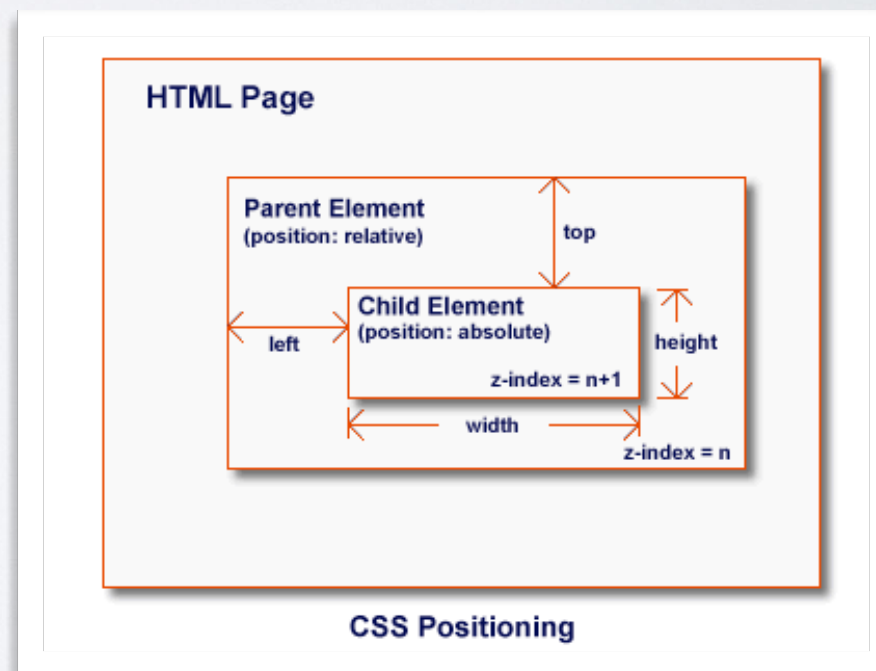 HTML Page
Parent Element
(position: relative)
top
Child Element
(position: absolute)
left
height
z-index = n+1
width
z-index = n
CSS Positioning